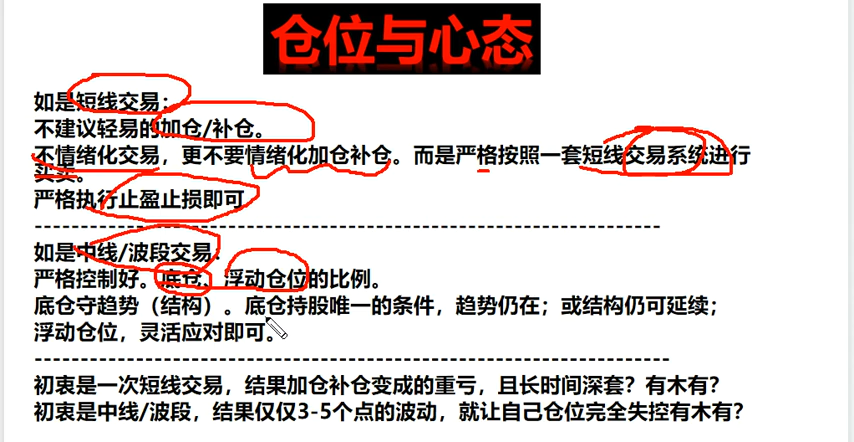 仓位与心态
如是短线交易：
不建议轻易的加仓/补仓。
不情绪化交易，更不要情绪化加仓补仓。而是严格按照一套短线交易系统进行
买卖。
严格执行止盈止损即可
--------------------------------------------------------------------
如是中线/波段交易：
严格控制好。底仓、浮动仓位的比例。
底仓守趋势（结构）。底仓持股唯一的条件，趋势仍在；或结构仍可延续；
浮动仓位，灵活应对即可。
---------------------------------------------------------------------
初衷是一次短线交易，结果加仓补仓变成的重亏，且长时间深套？有木有？
初衷是中线/波段，结果仅仅3-5个点的波动，就让自己仓位完全失控有木有？